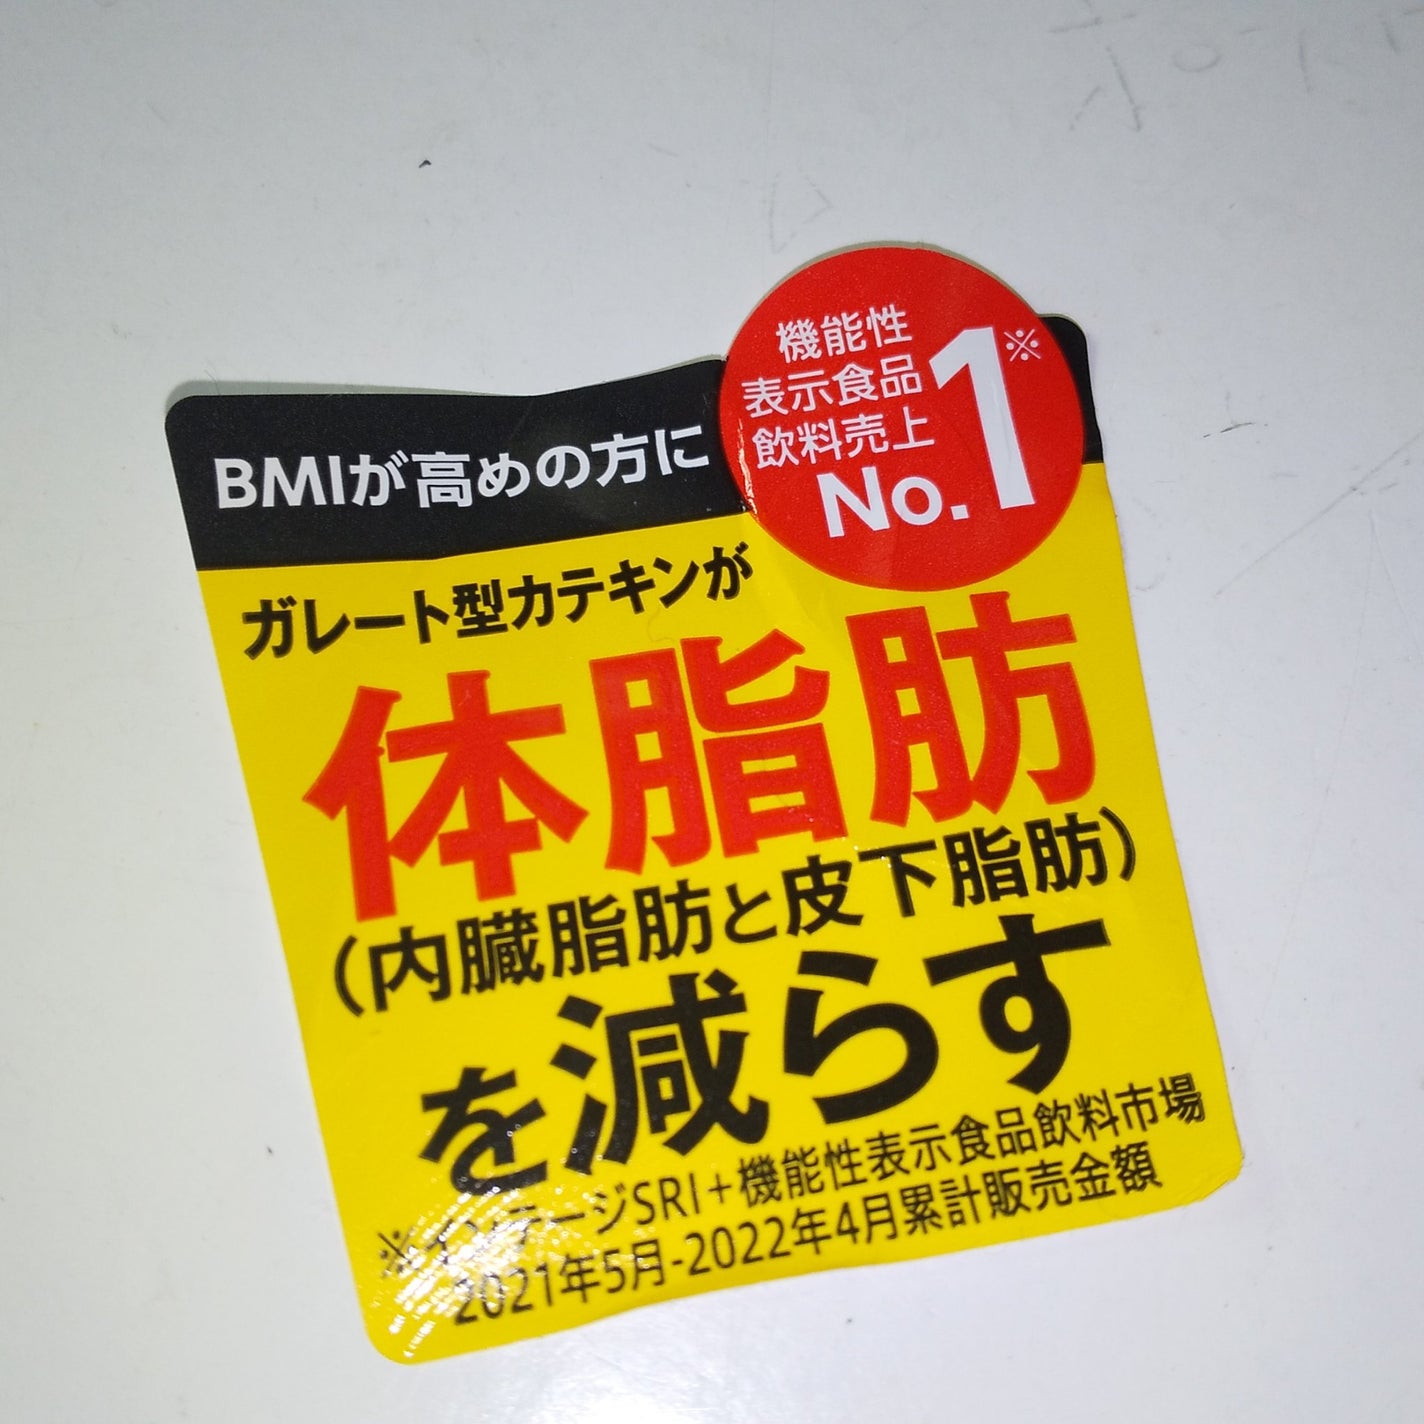 機能性
表示食品
飲料売上
No.1※
BMIが高めの方に
ガレート型カテキンが
体脂肪
(内臓脂肪と皮下脂肪)
を減らす
※インテージSRI+機能性表示食品飲料市場
2021年5月-2022年4月累計販売金額